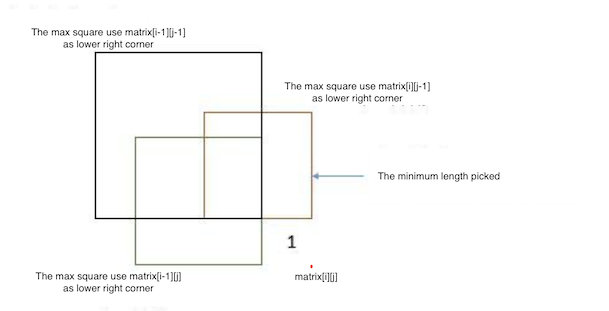 The max square use matrix[i-1][j-1]
as lower right corner
The max square use matrix[i][j-1]
as lower right corner
The minimum length picked
1
The max square use matrix[i-1][j]
as lower right corner
matrix[i][j]